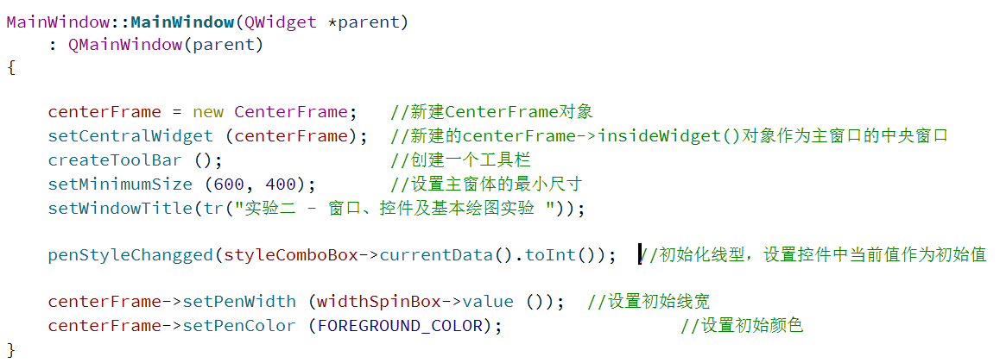 MainWindow::MainWindow(QWidget *parent)
    : QMainWindow(parent)
{
    centerFrame = new CenterFrame;   //新建CenterFrame对象
    setCentralWidget (centerFrame);  //新建的centerFrame->insideWidget()对象作为主窗口的中央窗口
    createToolBar ();                //创建一个工具栏
    setMinimumSize (600, 400);       //设置主窗体的最小尺寸
    setWindowTitle(tr("实验二 - 窗口、控件及基本绘图实验 "));
    penStyleChangged(styleComboBox->currentData().toInt());  //初始化线型，设置控件中当前值作为初始值
    centerFrame->setPenWidth (widthSpinBox->value ());  //设置初始线宽
    centerFrame->setPenColor (FOREGROUND_COLOR);                 //设置初始颜色
}